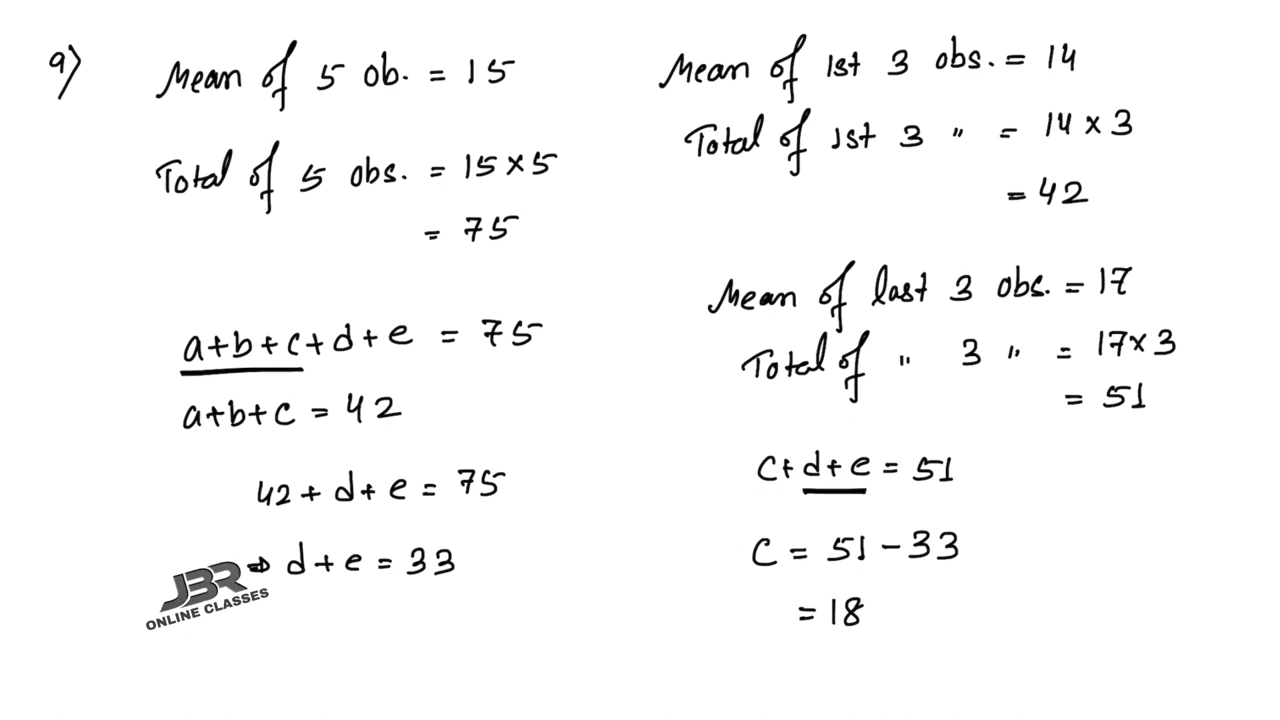 9)
Mean of 5 ob. = 15
Total of 5 obs. = 15 × 5
= 75
a+b+c+d+e = 75
a+b+c = 42
42+d+e = 75
⇒ d+e = 33
JBR
ONLINE CLASSES
Mean of 1st 3 obs. = 14
Total of 1st 3 " = 14 × 3
= 42
Mean of last 3 obs. = 17
Total of " 3 " = 17×3
= 51
C+d+e = 51
C = 51 – 33
= 18